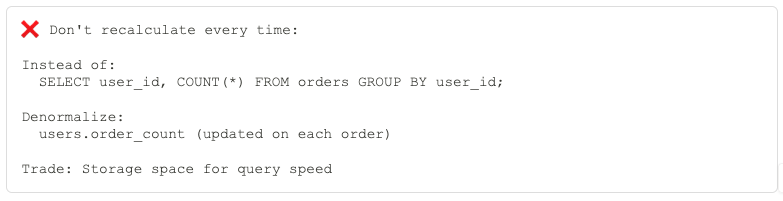 ❌ Don't recalculate every time:
Instead of:
SELECT user_id, COUNT(*) FROM orders GROUP BY user_id;
Denormalize:
users.order_count (updated on each order)
Trade: Storage space for query speed